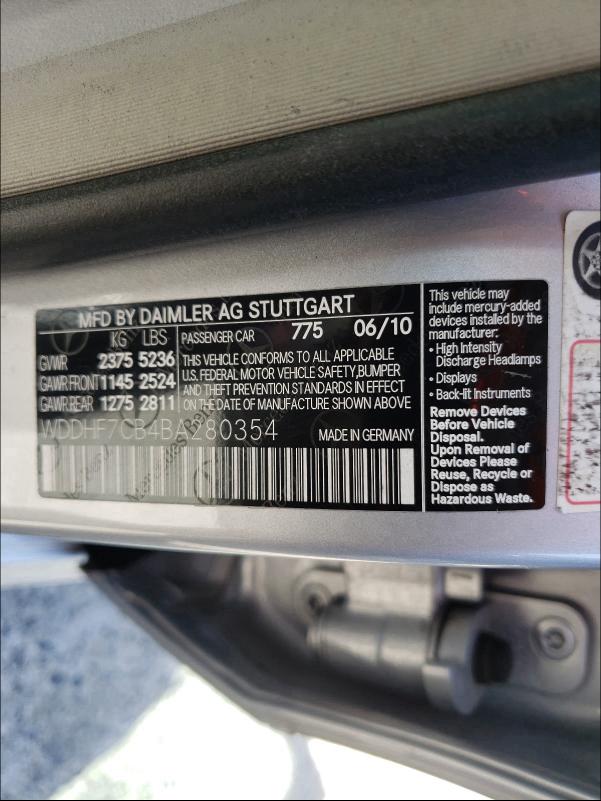 MFD BY DAIMLER AG STUTTGART
KG LBS
GVWR 2375 5236
GAWR.FRONT 1145 2524
GAWR.REAR 1275 2811
PASSENGER CAR 775 06/10
THIS VEHICLE CONFORMS TO ALL APPLICABLE
U.S. FEDERAL MOTOR VEHICLE SAFETY,BUMPER
AND THEFT PREVENTION STANDARDS IN EFFECT
ON THE DATE OF MANUFACTURE SHOWN ABOVE
WDDHF7CB4BA280354 MADE IN GERMANY
This vehicle may
include mercury-added
devices installed by the
manufacturer:
• High Intensity
Discharge Headlamps
• Displays
• Back-lit Instruments
Remove Devices
Before Vehicle
Disposal.
Upon Removal of
Devices Please
Reuse, Recycle or
Dispose as
Hazardous Waste.